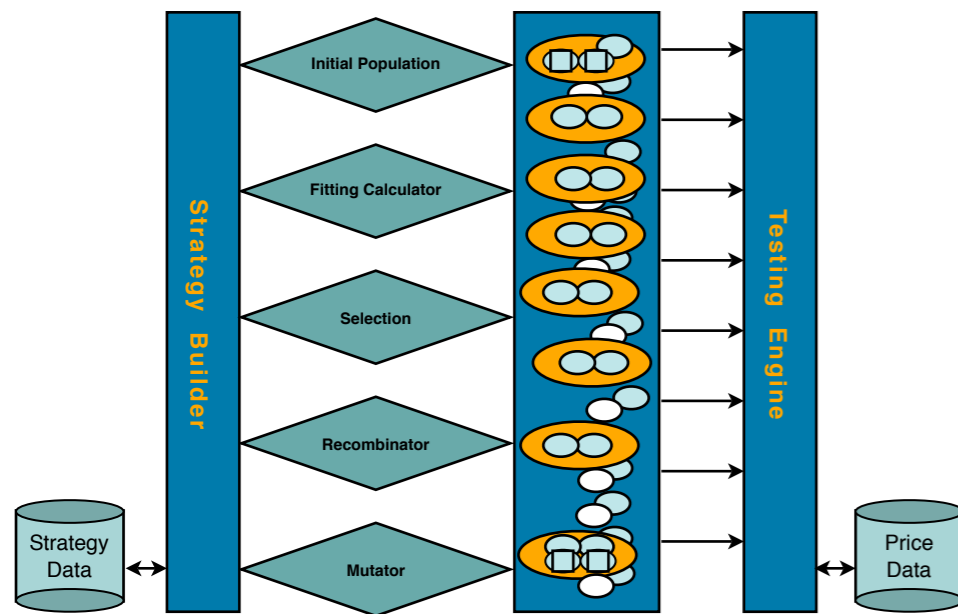 Strategy Builder
Initial Population
Fitting Calculator
Selection
Recombinator
Mutator
Testing Engine
Strategy
Data
Price
Data